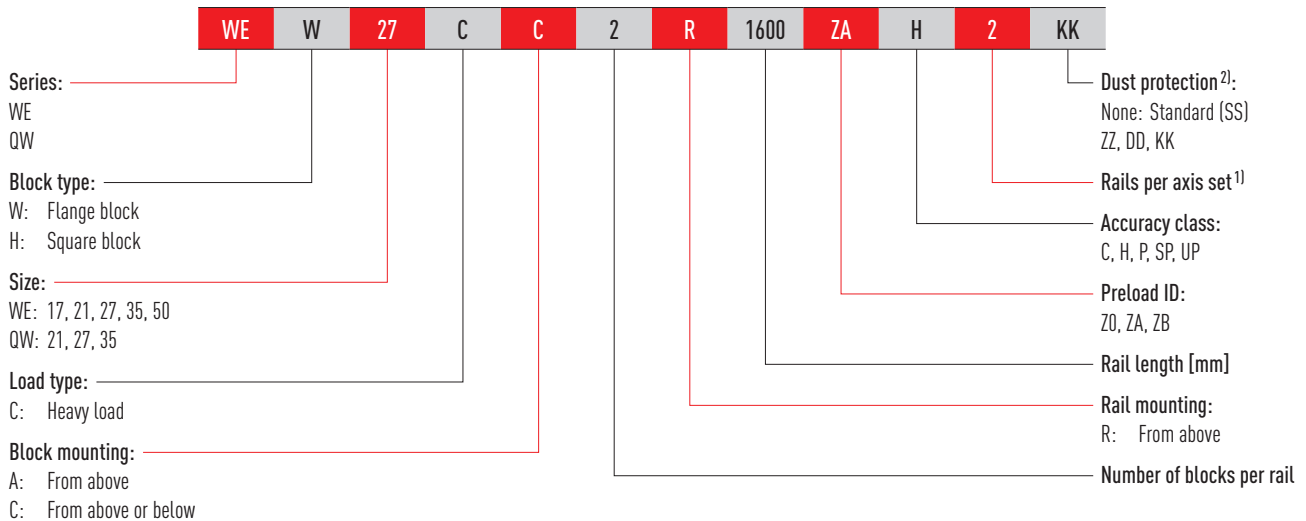 WE W 27 C C 2 R 1600 ZA H 2 KK
Series:
WE
QW
Block type:
W: Flange block
H: Square block
Size:
WE: 17, 21, 27, 35, 50
QW: 21, 27, 35
Load type:
C: Heavy load
Block mounting:
A: From above
C: From above or below
Dust protection 2):
None: Standard (SS)
ZZ, DD, KK
Rails per axis set 1)
Accuracy class:
C, H, P, SP, UP
Preload ID:
Z0, ZA, ZB
Rail length [mm]
Rail mounting:
R: From above
Number of blocks per rail